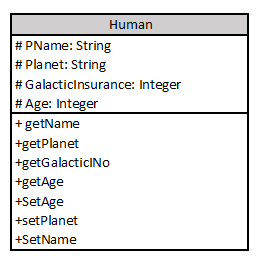 Human
# PName: String
# Planet: String
# GalacticInsurance: Integer
# Age: Integer
+ getName
+getPlanet
+getGalacticINo
+getAge
+SetAge
+setPlanet
+SetName